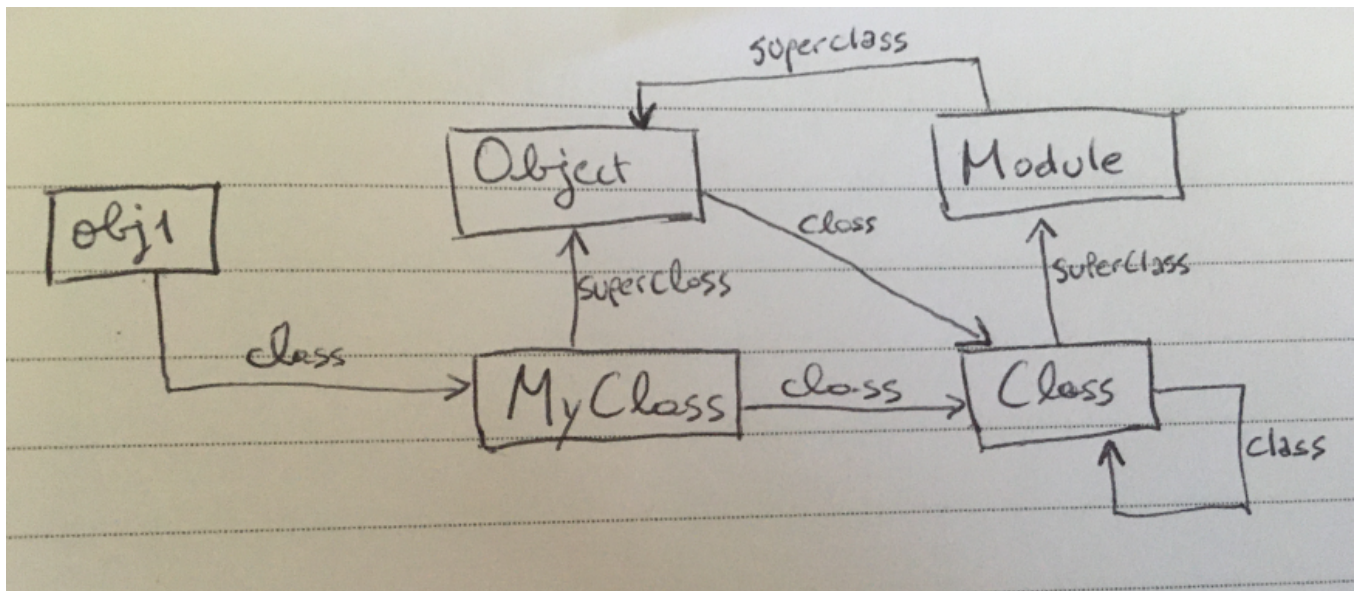 superclass
Object
Module
obj1
class
superclass
superclass
class
MyClass
class
Class
class